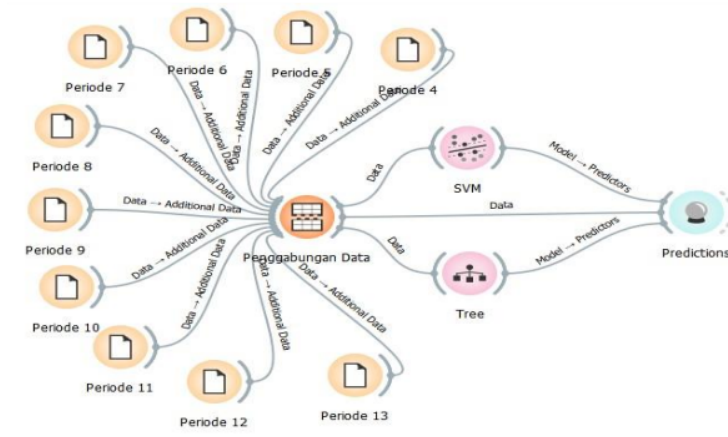 Periode 7
Periode 6
Periode 5
Periode 4
Periode 8
Periode 9
Periode 10
Periode 11
Periode 12
Periode 13
Data → Additional Data
Data → Additional Data
Data → Additional Data
Data → Additional Data
Data → Additional Data
Data → Additional Data
Data → Additional Data
Data → Additional Data
Data → Additional Data
Data → Additional Data
Penggabungan Data
Data
SVM
Model → Predictors
Data
Data
Tree
Model → Predictors
Predictions